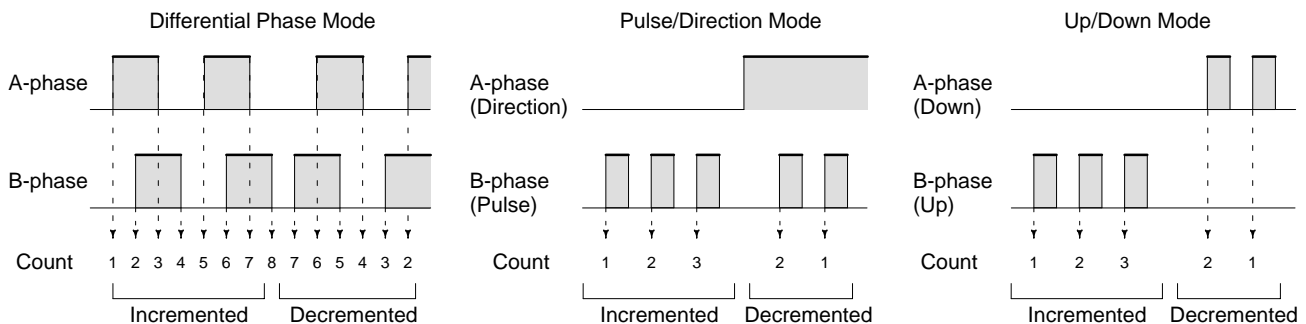 Differential Phase Mode
A-phase
B-phase
Count 1 2 3 4 5 6 7 8 7 6 5 4 3 2
Incremented Decremented
Pulse/Direction Mode
A-phase
(Direction)
B-phase
(Pulse)
Count 1 2 3 2 1
Incremented Decremented
Up/Down Mode
A-phase
(Down)
B-phase
(Up)
Count 1 2 3 2 1
Incremented Decremented